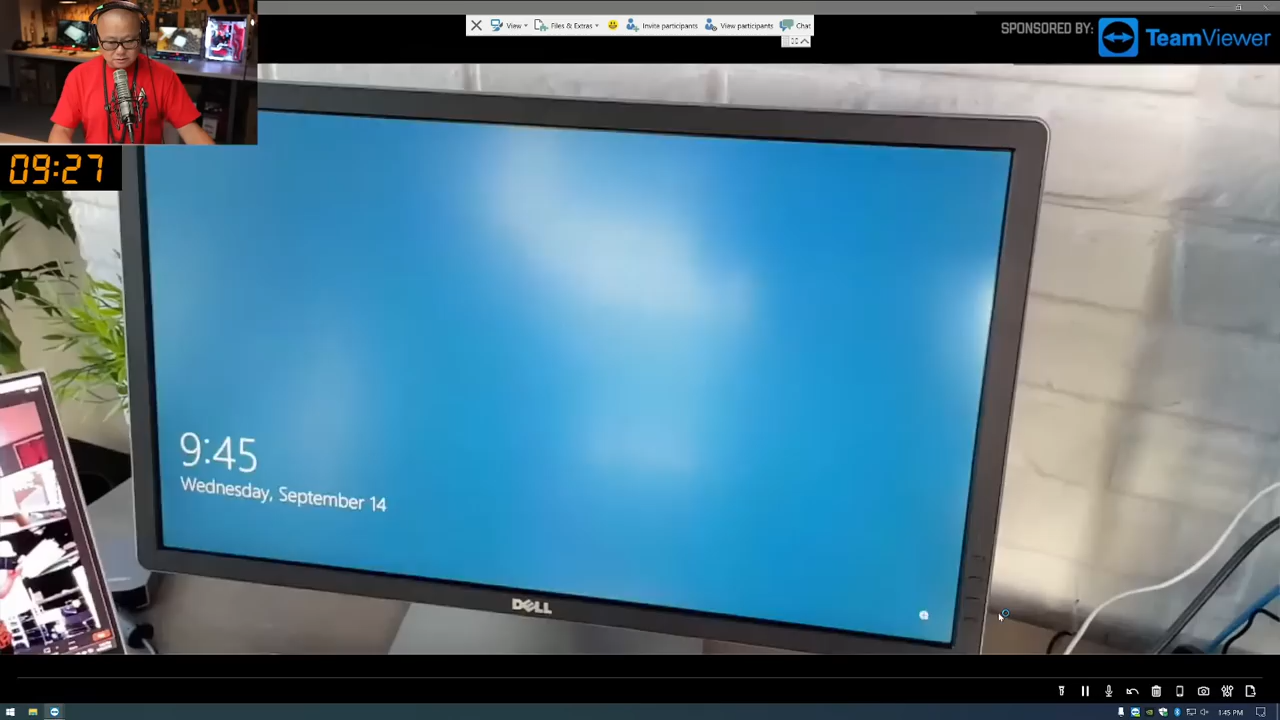 View
Files & Extras
Invite participants
View participants
Chat
SPONSORED BY:
TeamViewer
09:27
9:45
Wednesday, September 14
DELL
1:45 PM